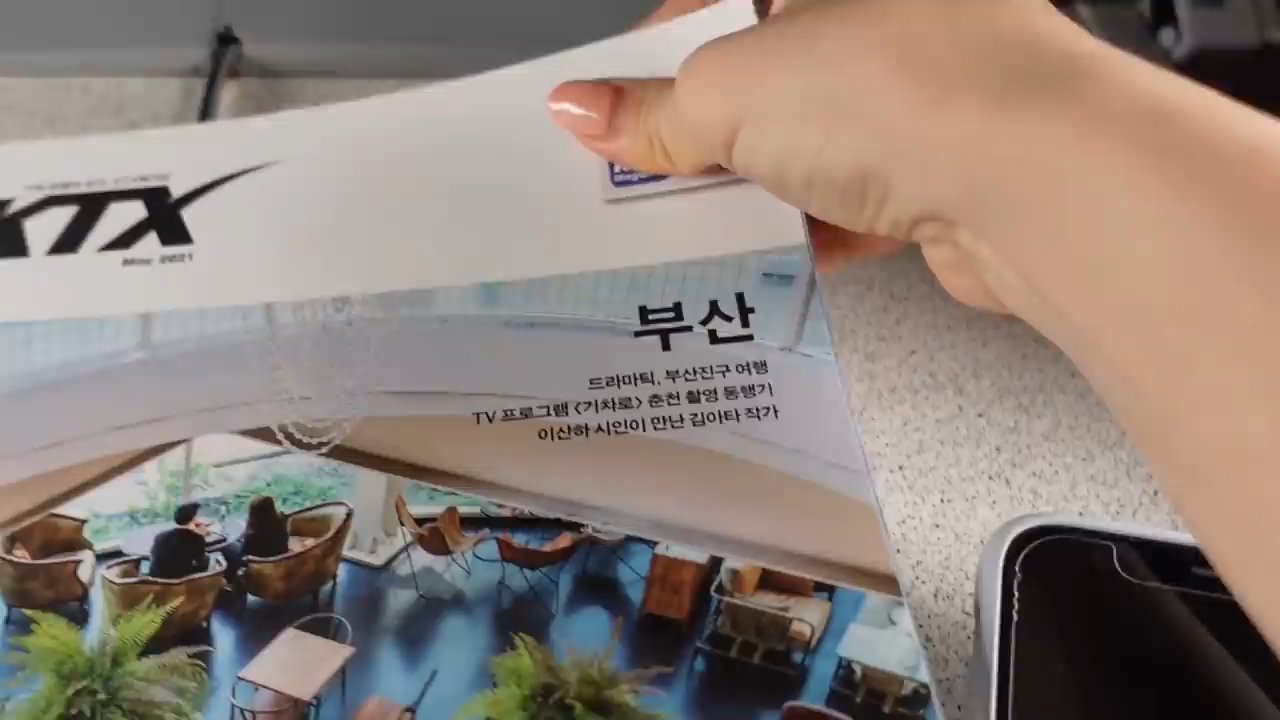 KTX
May 2021
부산
드라마틱, 부산진구 여행
TV 프로그램 〈기차로〉 춘천 촬영 동행기
이산하 시인이 만난 김아타 작가